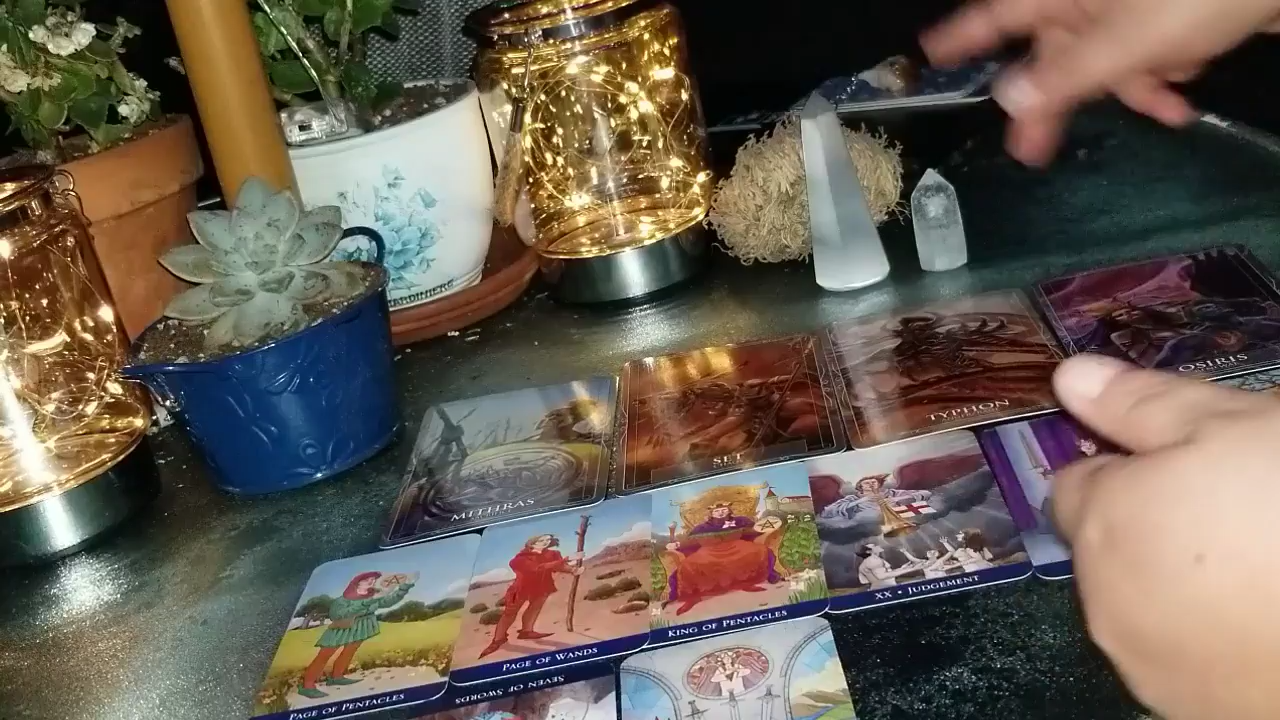 JARDINIERE
OSIRIS
TYPHON
SET
MITHRAS
XX • JUDGEMENT
KING OF PENTACLES
PAGE OF WANDS
PAGE OF PENTACLES
SEVEN OF SWORDS